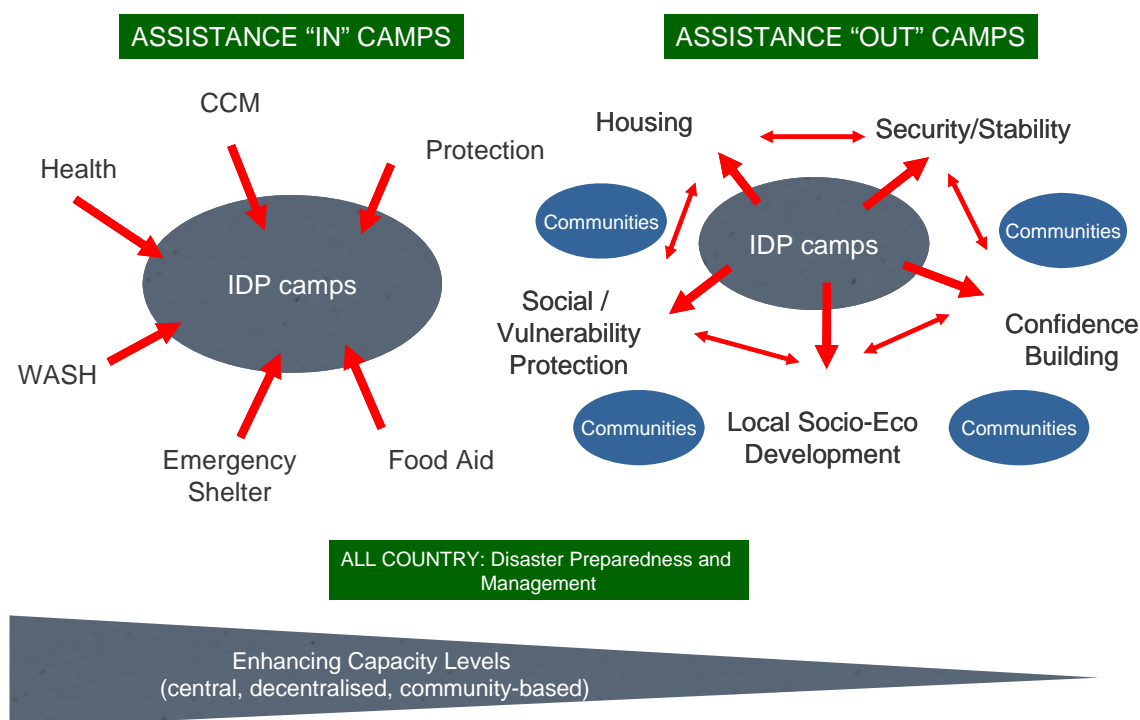 ASSISTANCE “IN” CAMPS
ASSISTANCE “OUT” CAMPS
CCM
Health
Protection
IDP camps
WASH
Emergency
Shelter
Food Aid
Housing
Security/Stability
Communities
IDP camps
Communities
Social /
Vulnerability
Protection
Confidence
Building
Communities
Local Socio-Eco
Development
Communities
ALL COUNTRY: Disaster Preparedness and
Management
Enhancing Capacity Levels
(central, decentralised, community-based)